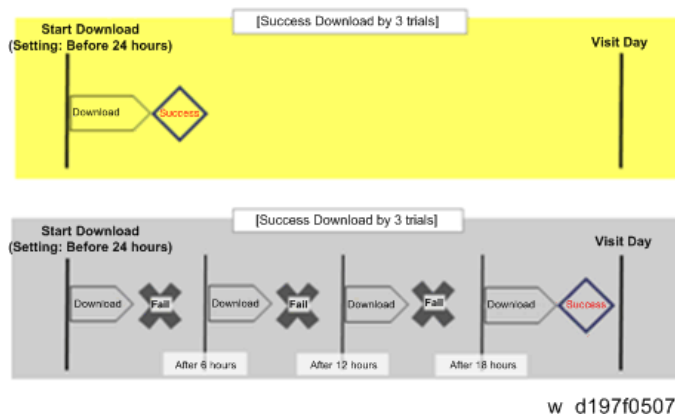 [Success Download by 3 trials]
Start Download
(Setting: Before 24 hours)
Visit Day
Download
Success
[Success Download by 3 trials]
Start Download
(Setting: Before 24 hours)
Visit Day
Download
Fail
Download
Fail
Download
Fail
Download
Success
After 6 hours
After 12 hours
After 18 hours
w_d197f0507